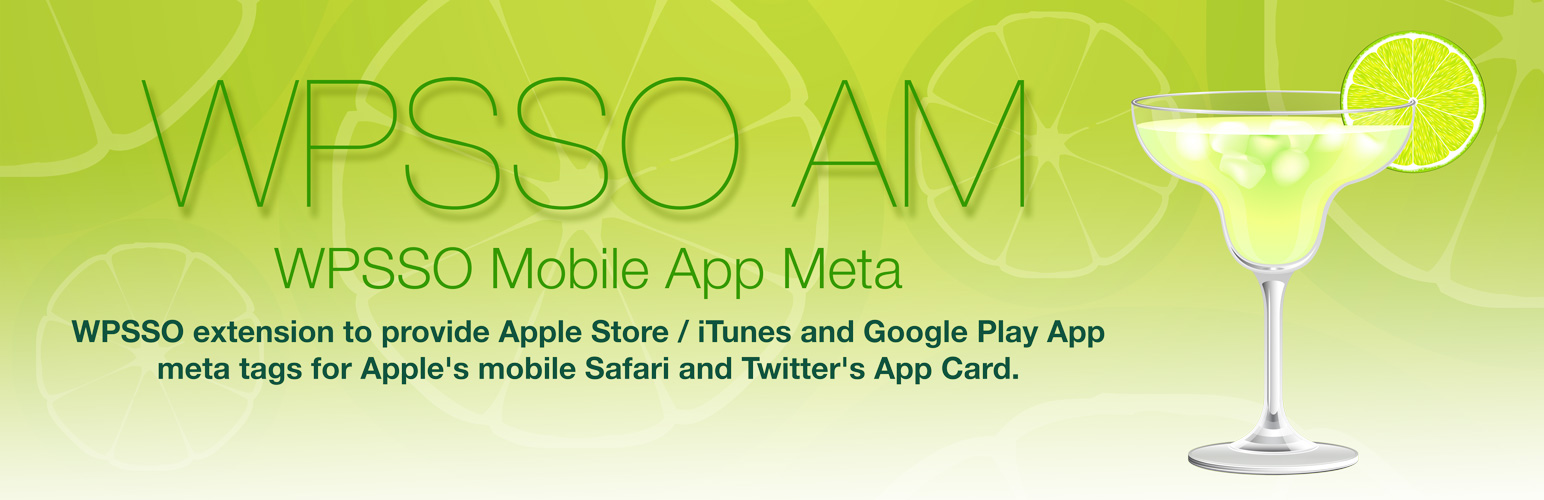 WPSSO AM
WPSSO Mobile App Meta
WPSSO extension to provide Apple Store / iTunes and Google Play App
meta tags for Apple's mobile Safari and Twitter's App Card.